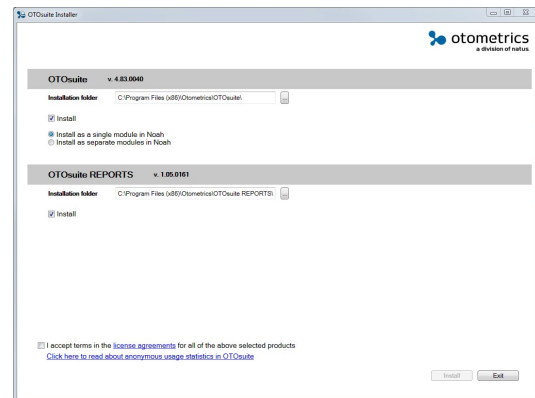 OTOsuite Installer
otometrics
a division of natus
OTOsuite v. 4.83.0040
Installation folder C:\Program Files (x86)\Otometrics\OTOsuite\ ...
Install
Install as a single module in Noah
Install as separate modules in Noah
OTOsuite REPORTS v. 1.05.0161
Installation folder C:\Program Files (x86)\Otometrics\OTOsuite REPORTS\ ...
Install
I accept terms in the license agreements for all of the above selected products
Click here to read about anonymous usage statistics in OTOsuite
Install Exit